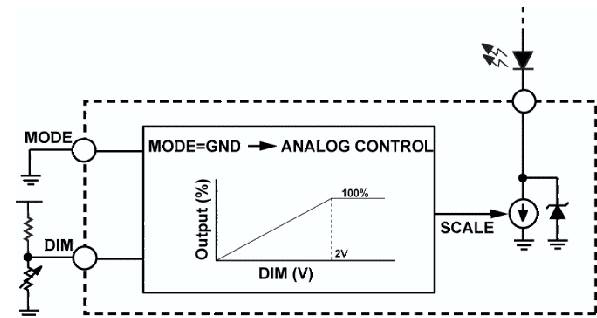 MODE
MODE=GND → ANALOG CONTROL
Output (%)
100%
2V
DIM (V)
DIM
SCALE